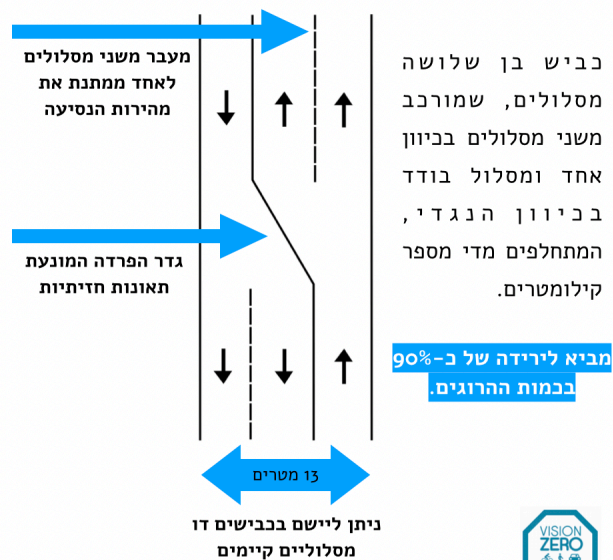 מעבר משני מסלולים
לאחד ממתנת את
מהירות הנסיעה
כביש בן שלושה
מסלולים, שמורכב
משני מסלולים בכיוון
אחד ומסלול בודד
בכיוון הנגדי,
המתחלפים מדי מספר
קילומטרים.
גדר הפרדה המונעת
תאונות חזיתיות
מביא לירידה של כ-90%
בכמות ההרוגים.
13 מטרים
ניתן ליישם בכבישים דו
מסלוליים קיימים
VISION
ZERO